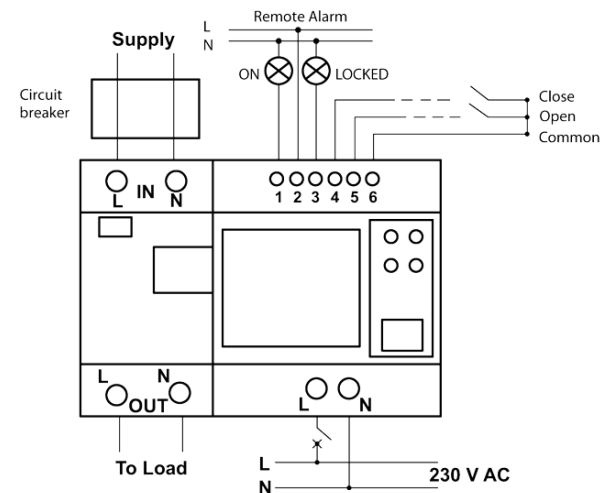 Remote Alarm
L
N
Supply
ON
LOCKED
Circuit
breaker
Close
Open
Common
L IN N
1 2 3 4 5 6
L N
OUT
L N
To Load
L
230 V AC
N